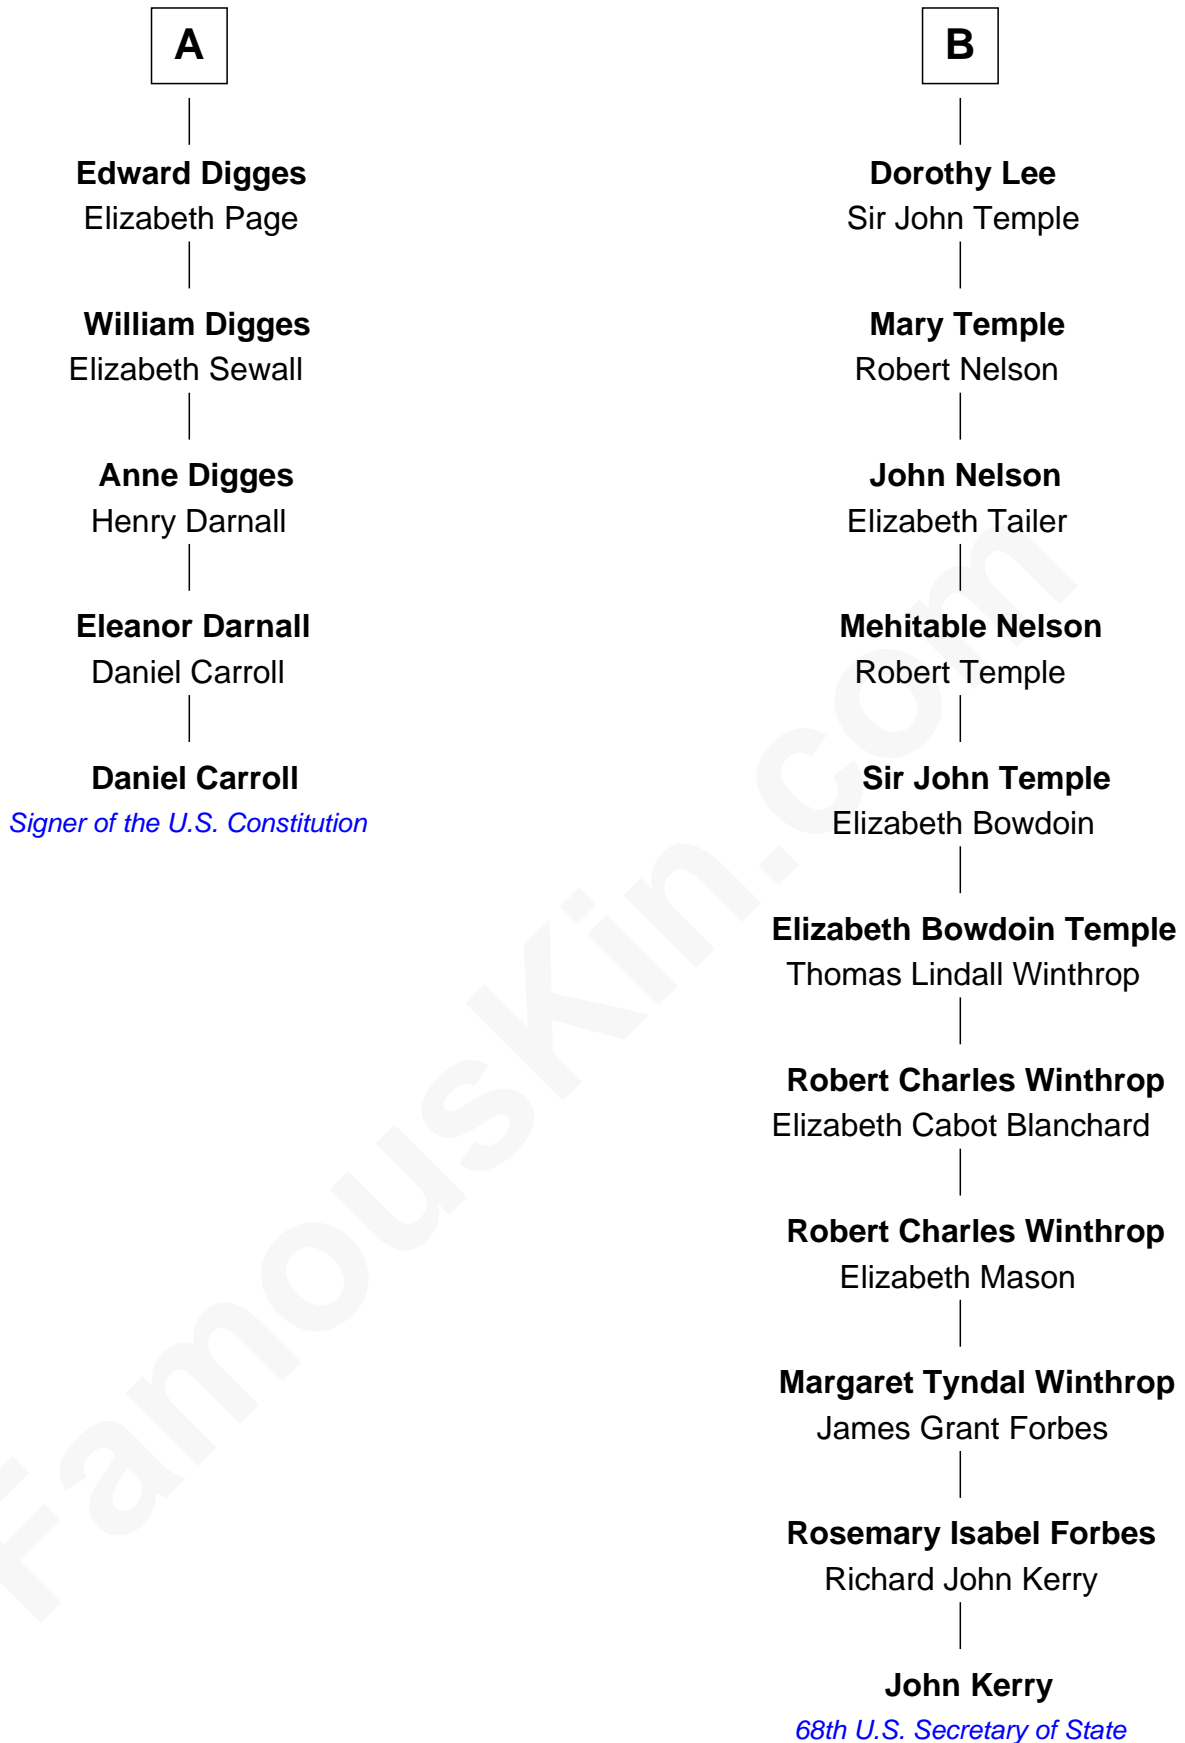 A
Edward Digges
Elizabeth Page
William Digges
Elizabeth Sewall
Anne Digges
Henry Darnall
Eleanor Darnall
Daniel Carroll
Daniel Carroll
Signer of the U.S. Constitution
B
Dorothy Lee
Sir John Temple
Mary Temple
Robert Nelson
John Nelson
Elizabeth Tailer
Mehitable Nelson
Robert Temple
Sir John Temple
Elizabeth Bowdoin
Elizabeth Bowdoin Temple
Thomas Lindall Winthrop
Robert Charles Winthrop
Elizabeth Cabot Blanchard
Robert Charles Winthrop
Elizabeth Mason
Margaret Tyndal Winthrop
James Grant Forbes
Rosemary Isabel Forbes
Richard John Kerry
John Kerry
68th U.S. Secretary of State
FamousKin.com